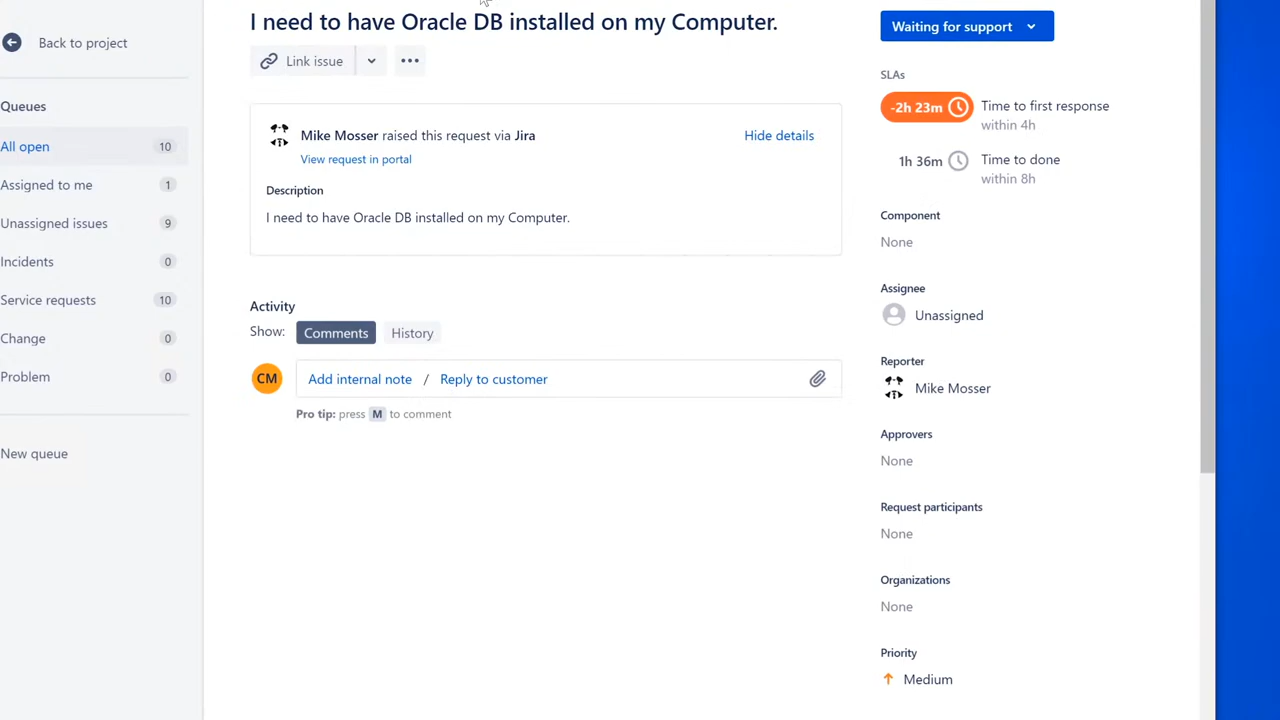 I need to have Oracle DB installed on my Computer.
Back to project
Link issue
Queues
All open 10
Assigned to me 1
Unassigned issues 9
Incidents 0
Service requests 10
Change 0
Problem 0
New queue
Mike Mosser raised this request via Jira
Hide details
View request in portal
Description
I need to have Oracle DB installed on my Computer.
Activity
Show: Comments History
CM Add internal note / Reply to customer
Pro tip: press M to comment
Waiting for support
SLAs
-2h 23m Time to first response
within 4h
1h 36m Time to done
within 8h
Component
None
Assignee
Unassigned
Reporter
Mike Mosser
Approvers
None
Request participants
None
Organizations
None
Priority
Medium